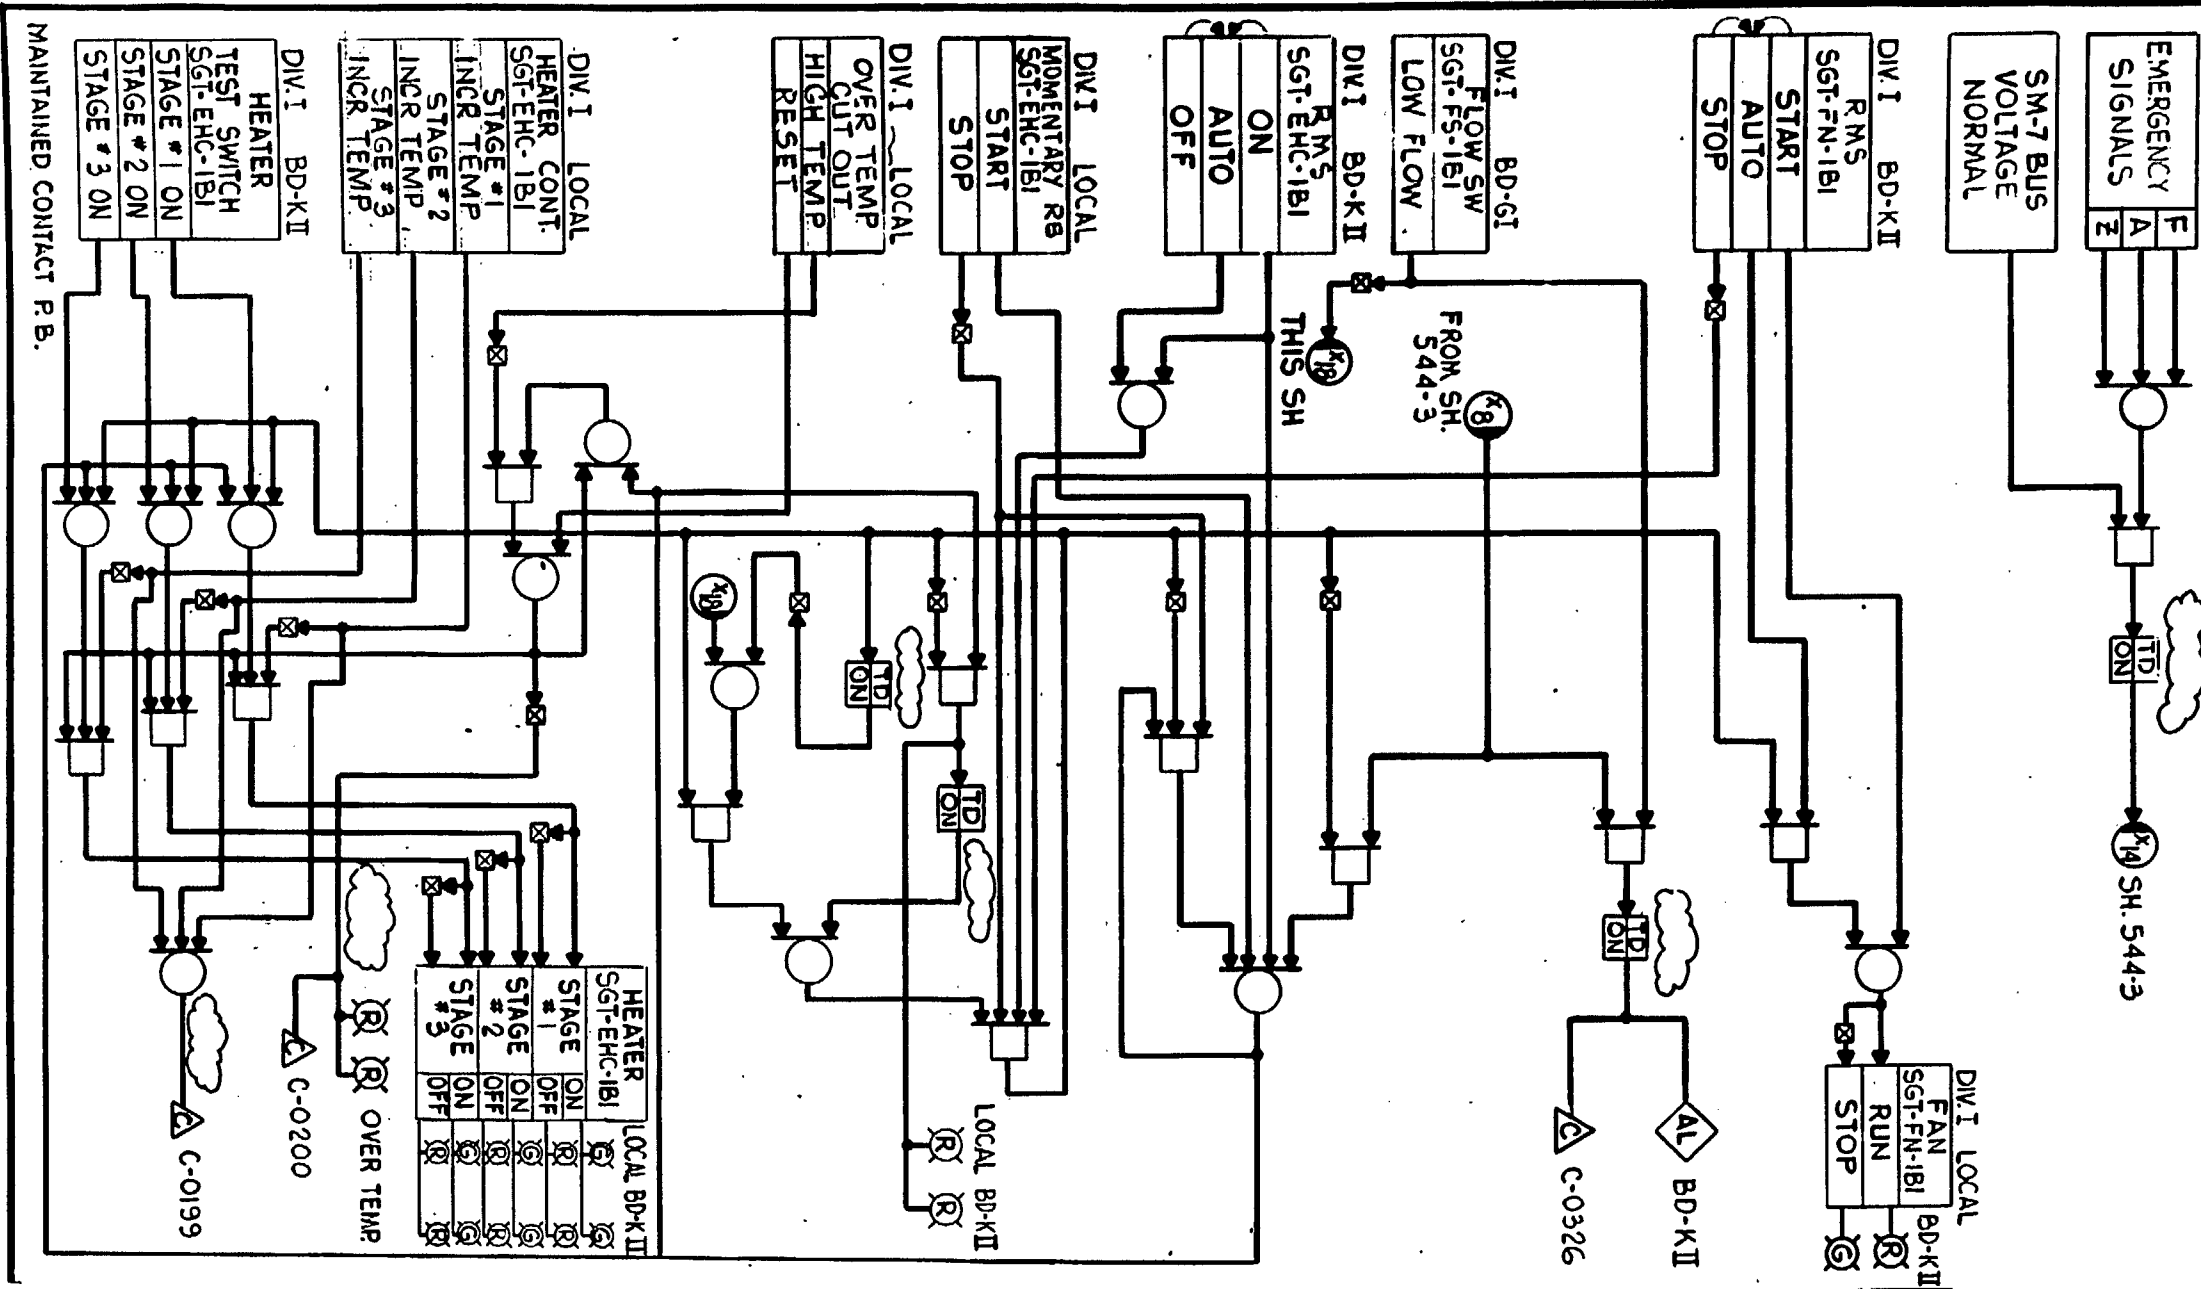 EMERGENCY
SIGNALS
F
A
Z
SM-7 BUS
VOLTAGE
NORMAL
DIV. I BD-KII
RMS
SGT-FN-1B1
START
AUTO
STOP
DIV. I BD-GI
FLOW SW
SGT-FS-1B1
LOW FLOW
DIV. I BD-KII
RMS
SGT-EHC-1B1
ON
AUTO
OFF
DIV. I LOCAL
MOMENTARY RB
SGT-EHC-1B1
START
STOP
DIV. I LOCAL
OVER TEMP
CUT OUT
HIGH TEMP
RESET
DIV. I LOCAL
HEATER CONT.
SGT-EHC-1B1
STAGE #1
INCR TEMP
STAGE #2
INCR TEMP
STAGE #3
INCR TEMP
DIV. I BD-KII
HEATER
TEST SWITCH
SGT-EHC-1B1
STAGE #1 ON
STAGE #2 ON
STAGE #3 ON
MAINTAINED CONTACT P.B.
X18
THIS SH
FROM SH.
544-3
X8
TD
ON
X14
SH. 544-3
TD
ON
TD
ON
TD
ON
DIV. I LOCAL
FAN
SGT-FN-1B1
RUN
STOP
BD-KII
R
G
AL
BD-KII
C
C-0326
LOCAL BD-KII
R
R
HEATER
SGT-EHC-1B1
STAGE
#1
ON
OFF
STAGE
#2
ON
OFF
STAGE
#3
ON
OFF
LOCAL BD-KII
G G
R R
G G
R R
G G
R R
R
R
OVER TEMP
C
C-0200
C
C-0199